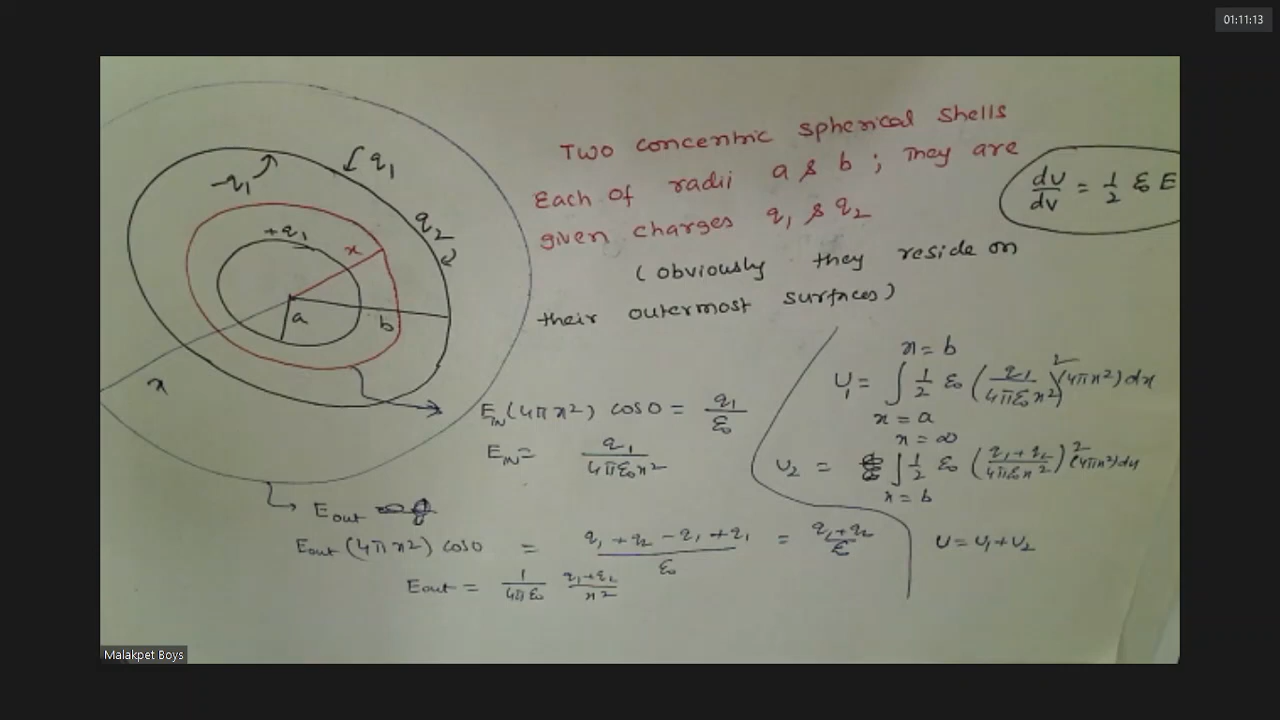 01:11:13
Two concentric spherical shells
Each of radii a & b ; They are
given charges q₁ & q₂
(obviously they reside on
their outermost surfaces)
dU/dV = ½ ε₀ E
-q₁
q₁
q₂
+q₁
x
a
b
x
E_IN (4πx²) cos0 = q₁/ε₀
E_IN = q₁/4πε₀x²
E_out
E_out (4πx²) cos0 = (q₁ + q₂ - q₁ + q₁)/ε₀ = (q₁+q₂)/ε
E_out = 1/4πε₀ (q₁+q₂)/x²
x = b
U₁ = ∫ ½ ε₀ (q₁/4πε₀x²)² (4πx²) dx
x = a
x = ∞
U₂ = ∫ ½ ε₀ (q₁+q₂/4πε₀x²)² (4πx²) dx
x = b
U = U₁ + U₂
Malakpet Boys